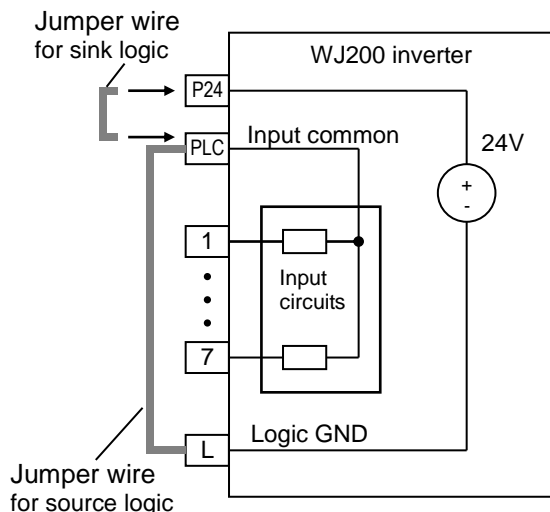 Jumper wire
for sink logic
WJ200 inverter
P24
PLC
Input common
24V
+
-
1
Input
circuits
7
L
Logic GND
Jumper wire
for source logic